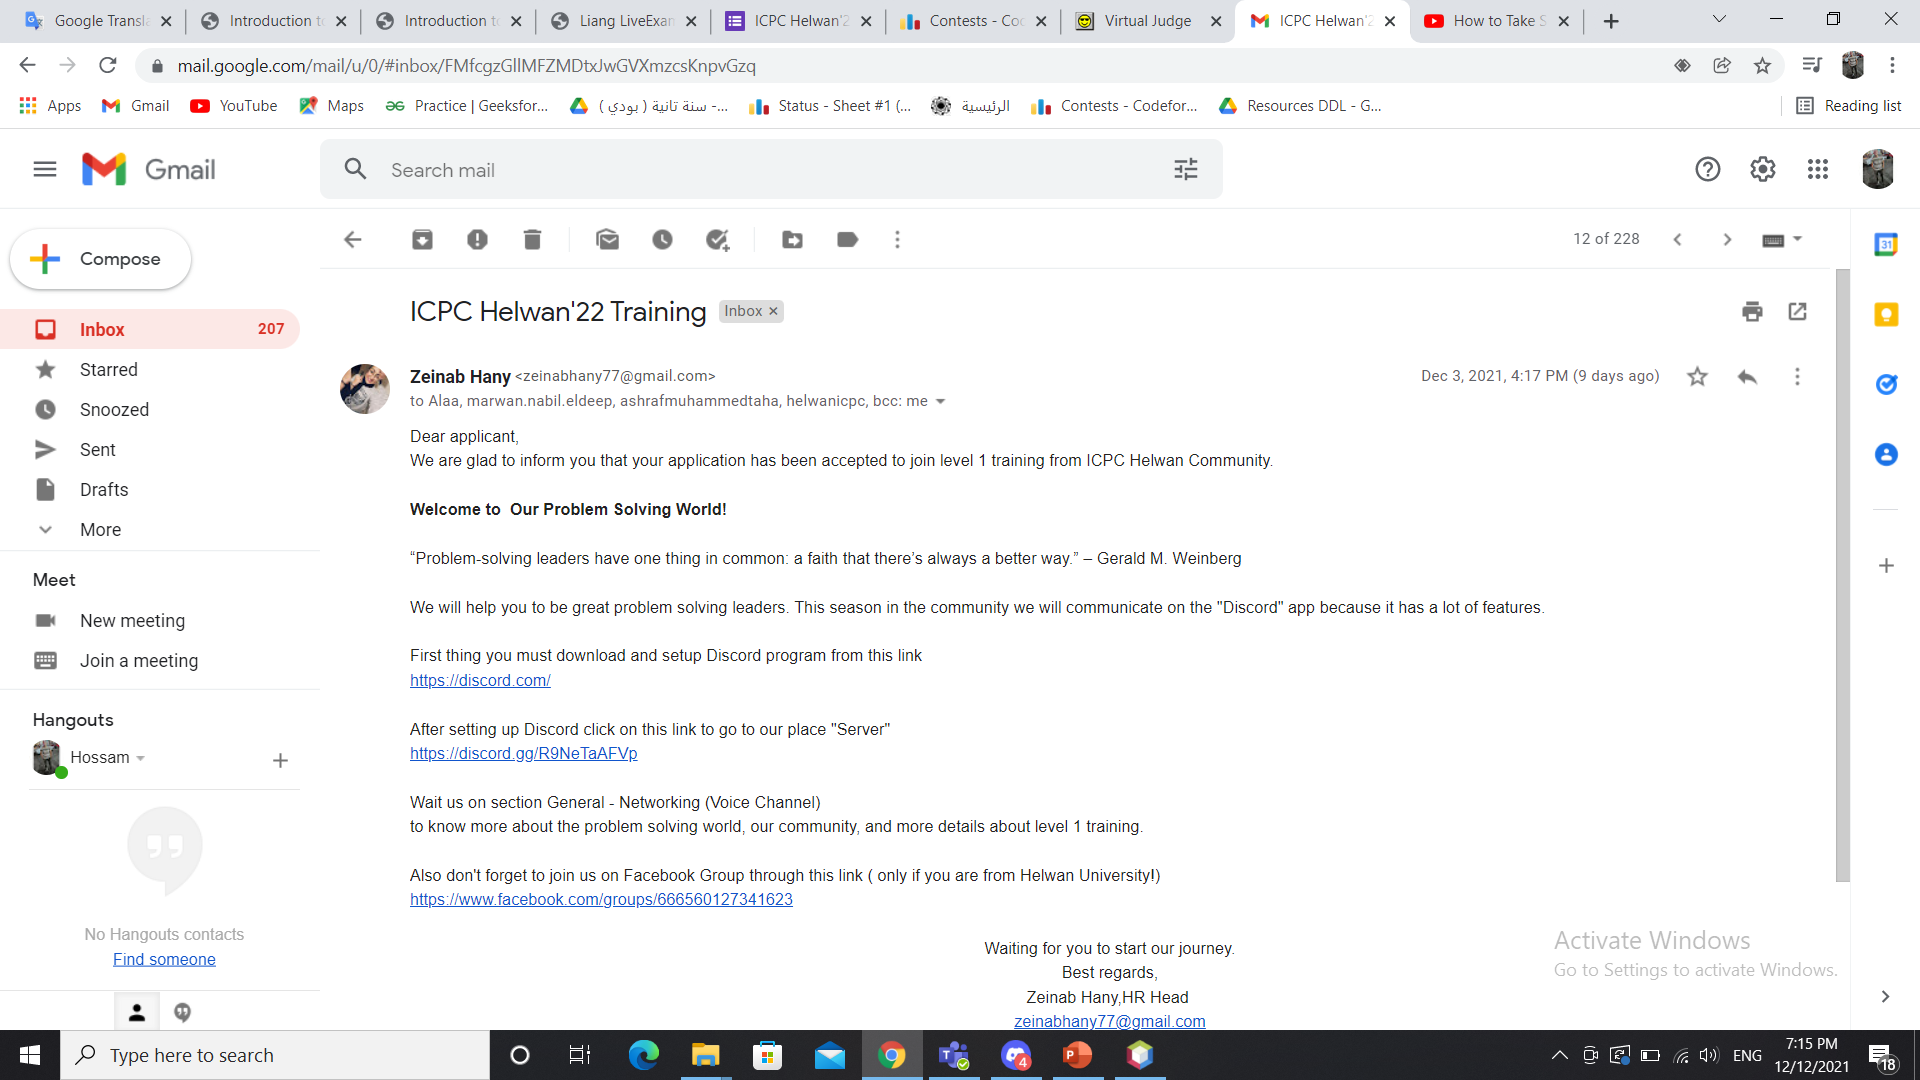 Google Transla
Introduction to
Introduction to
Liang LiveExam
ICPC Helwan'2
Contests - Cod
Virtual Judge
ICPC Helwan'2
How to Take S
mail.google.com/mail/u/0/#inbox/FMfcgzGllMFZMDtxJwGVXmzcsKnpvGzq
Apps
Gmail
YouTube
Maps
Practice | Geeksfor...
سنة تانية ( بودي ) -...
Status - Sheet #1 (...
الرئيسية
Contests - Codefor...
Resources DDL - G...
Reading list
Gmail
Search mail
Compose
12 of 228
Inbox 207
Starred
Snoozed
Sent
Drafts
More
Meet
New meeting
Join a meeting
Hangouts
Hossam
No Hangouts contacts
Find someone
ICPC Helwan'22 Training Inbox
Zeinab Hany <zeinabhany77@gmail.com> Dec 3, 2021, 4:17 PM (9 days ago)
to Alaa, marwan.nabil.eldeep, ashrafmuhammedtaha, helwanicpc, bcc: me
Dear applicant,
We are glad to inform you that your application has been accepted to join level 1 training from ICPC Helwan Community.
Welcome to  Our Problem Solving World!
“Problem-solving leaders have one thing in common: a faith that there’s always a better way.” – Gerald M. Weinberg
We will help you to be great problem solving leaders. This season in the community we will communicate on the "Discord" app because it has a lot of features.
First thing you must download and setup Discord program from this link
https://discord.com/
After setting up Discord click on this link to go to our place "Server"
https://discord.gg/R9NeTaAFVp
Wait us on section General - Networking (Voice Channel)
to know more about the problem solving world, our community, and more details about level 1 training.
Also don't forget to join us on Facebook Group through this link ( only if you are from Helwan University!)
https://www.facebook.com/groups/666560127341623
Waiting for you to start our journey.
Best regards,
Zeinab Hany,HR Head
zeinabhany77@gmail.com
Activate Windows
Go to Settings to activate Windows.
31
Type here to search
4
ENG
7:15 PM
12/12/2021
18